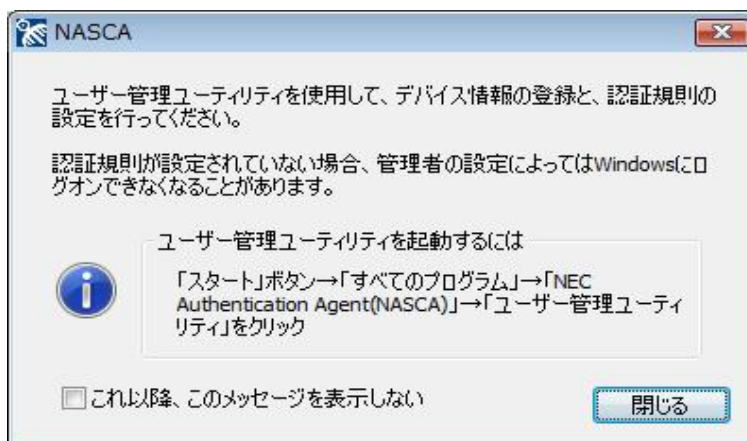 NASCA
ユーザー管理ユーティリティを使用して、デバイス情報の登録と、認証規則の
設定を行ってください。
認証規則が設定されていない場合、管理者の設定によってはWindowsにロ
グオンできなくなることがあります。
ユーザー管理ユーティリティを起動するには
「スタート」ボタン→「すべてのプログラム」→「NEC
Authentication Agent(NASCA)」→「ユーザー管理ユーティ
リティ」をクリック
これ以降、このメッセージを表示しない
閉じる